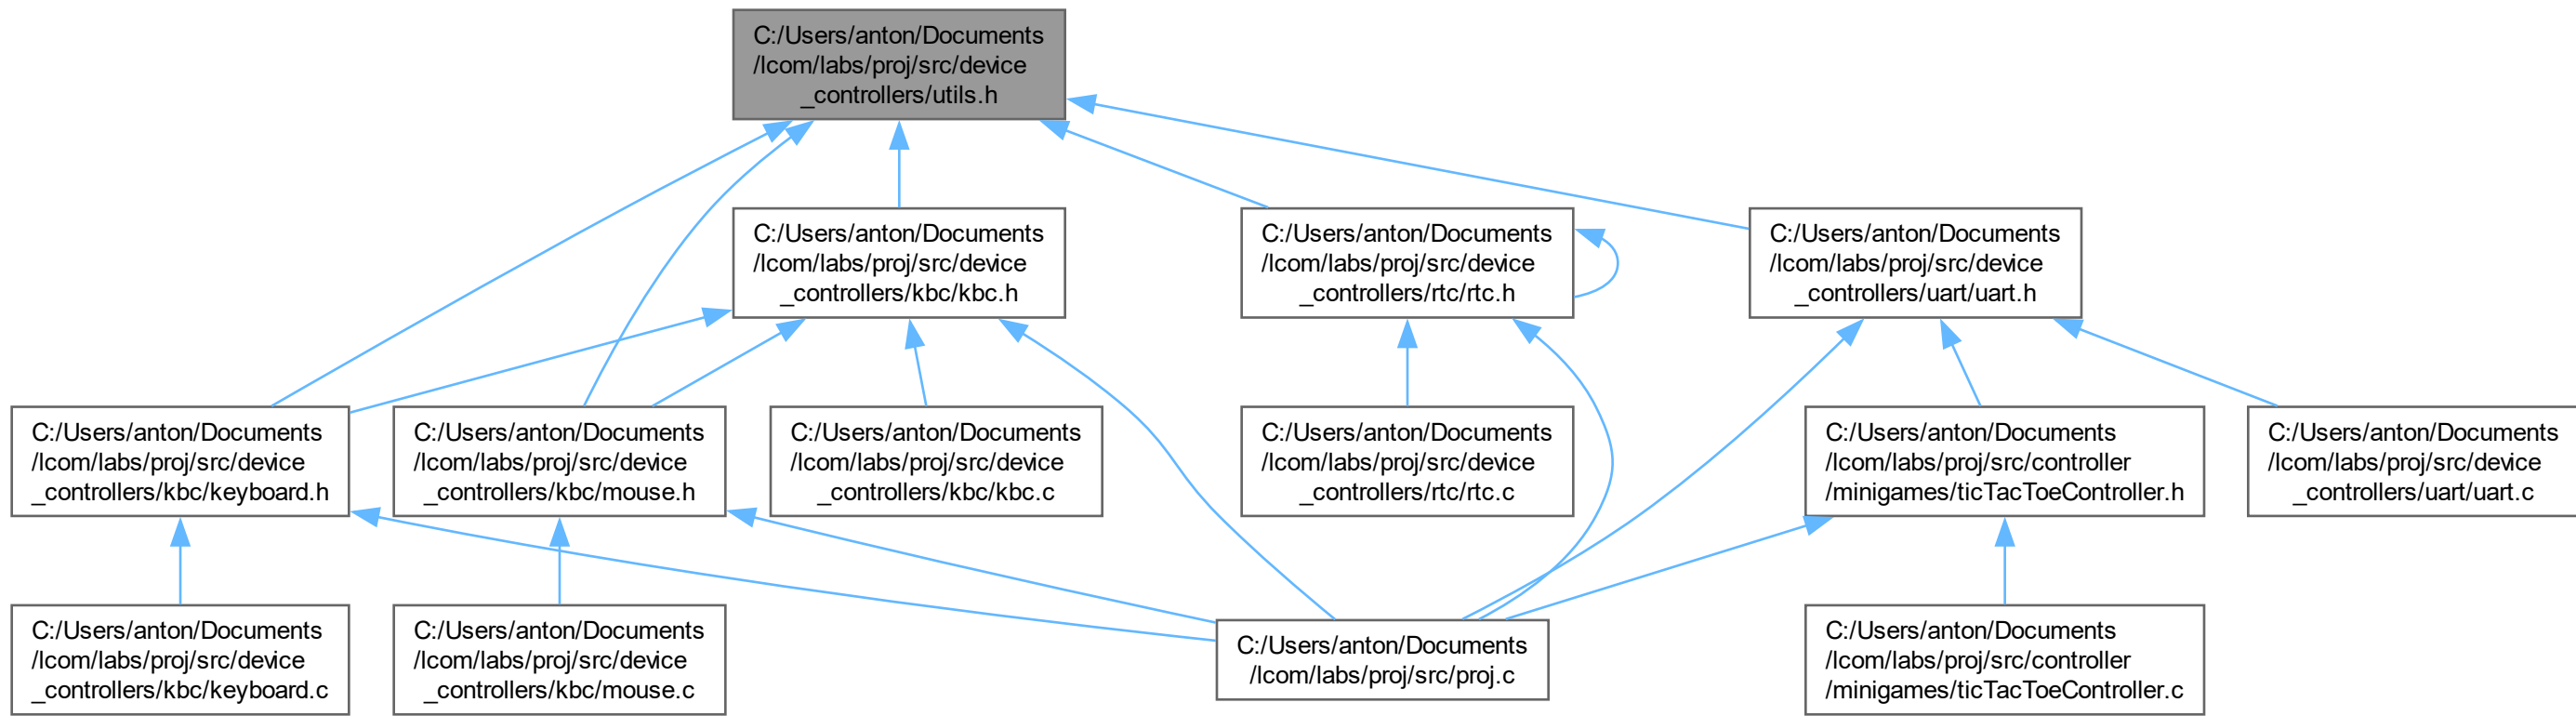 C:/Users/anton/Documents
/lcom/labs/proj/src/device
_controllers/utils.h
C:/Users/anton/Documents
/lcom/labs/proj/src/device
_controllers/kbc/kbc.h
C:/Users/anton/Documents
/lcom/labs/proj/src/device
_controllers/rtc/rtc.h
C:/Users/anton/Documents
/lcom/labs/proj/src/device
_controllers/uart/uart.h
C:/Users/anton/Documents
/lcom/labs/proj/src/device
_controllers/kbc/keyboard.h
C:/Users/anton/Documents
/lcom/labs/proj/src/device
_controllers/kbc/mouse.h
C:/Users/anton/Documents
/lcom/labs/proj/src/device
_controllers/kbc/kbc.c
C:/Users/anton/Documents
/lcom/labs/proj/src/device
_controllers/rtc/rtc.c
C:/Users/anton/Documents
/lcom/labs/proj/src/controller
/minigames/ticTacToeController.h
C:/Users/anton/Documents
/lcom/labs/proj/src/device
_controllers/uart/uart.c
C:/Users/anton/Documents
/lcom/labs/proj/src/device
_controllers/kbc/keyboard.c
C:/Users/anton/Documents
/lcom/labs/proj/src/device
_controllers/kbc/mouse.c
C:/Users/anton/Documents
/lcom/labs/proj/src/proj.c
C:/Users/anton/Documents
/lcom/labs/proj/src/controller
/minigames/ticTacToeController.c